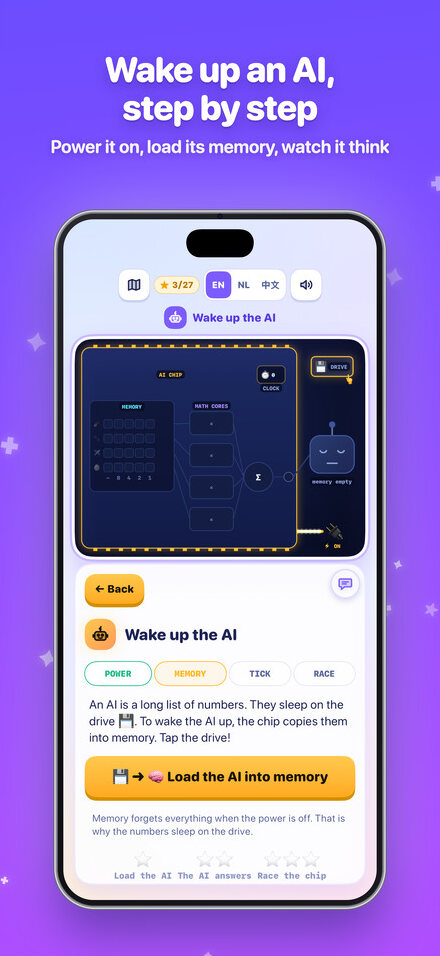 Wake up an AI,
step by step
Power it on, load its memory, watch it think
3/27
EN
NL
中文
Wake up the AI
AI CHIP
0
CLOCK
DRIVE
MEMORY
MATH CORES
Σ
memory empty
– 8 4 2 1
ON
← Back
Wake up the AI
POWER
MEMORY
TICK
RACE
An AI is a long list of numbers. They sleep on the
drive 💾. To wake the AI up, the chip copies them
into memory. Tap the drive!
💾 → 🧠 Load the AI into memory
Memory forgets everything when the power is off. That is
why the numbers sleep on the drive.
Load the AI
The AI answers
Race the chip